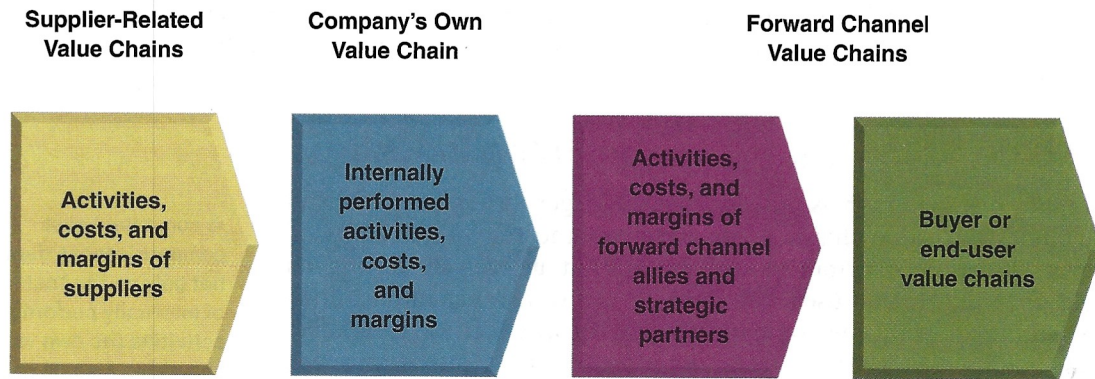 Supplier-Related
Value Chains
Company's Own
Value Chain
Forward Channel
Value Chains
Activities,
costs, and
margins of
suppliers
Internally
performed
activities,
costs,
and
margins
Activities,
costs, and
margins of
forward channel
allies and
strategic
partners
Buyer or
end-user
value chains